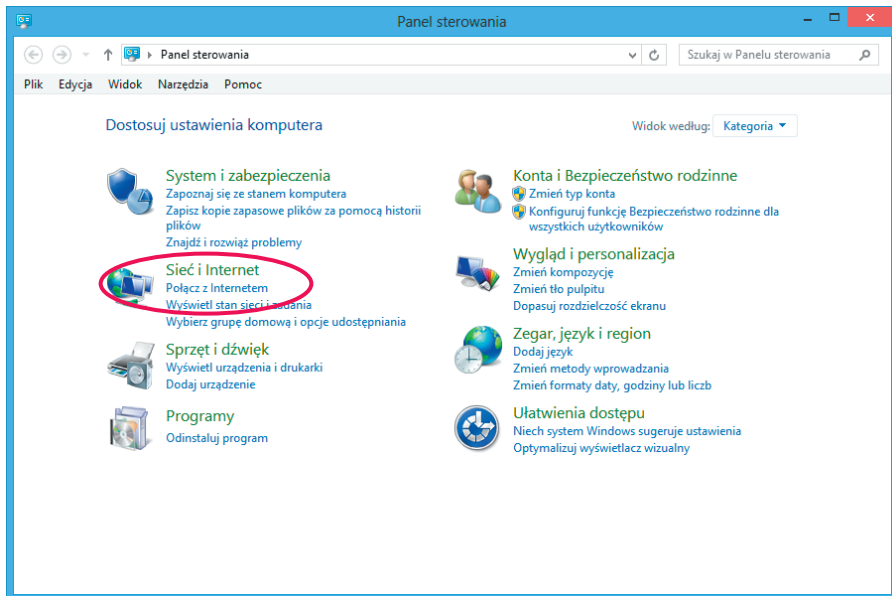 Panel sterowania
Panel sterowania
Szukaj w Panelu sterowania
Plik Edycja Widok Narzędzia Pomoc
Dostosuj ustawienia komputera
Widok według: Kategoria
System i zabezpieczenia
Zapoznaj się ze stanem komputera
Zapisz kopie zapasowe plików za pomocą historii
plików
Znajdź i rozwiąż problemy
Sieć i Internet
Połącz z Internetem
Wyświetl stan sieci i zadania
Wybierz grupę domową i opcje udostępniania
Sprzęt i dźwięk
Wyświetl urządzenia i drukarki
Dodaj urządzenie
Programy
Odinstaluj program
Konta i Bezpieczeństwo rodzinne
Zmień typ konta
Konfiguruj funkcję Bezpieczeństwo rodzinne dla
wszystkich użytkowników
Wygląd i personalizacja
Zmień kompozycję
Zmień tło pulpitu
Dopasuj rozdzielczość ekranu
Zegar, język i region
Dodaj język
Zmień metody wprowadzania
Zmień formaty daty, godziny lub liczb
Ułatwienia dostępu
Niech system Windows sugeruje ustawienia
Optymalizuj wyświetlacz wizualny